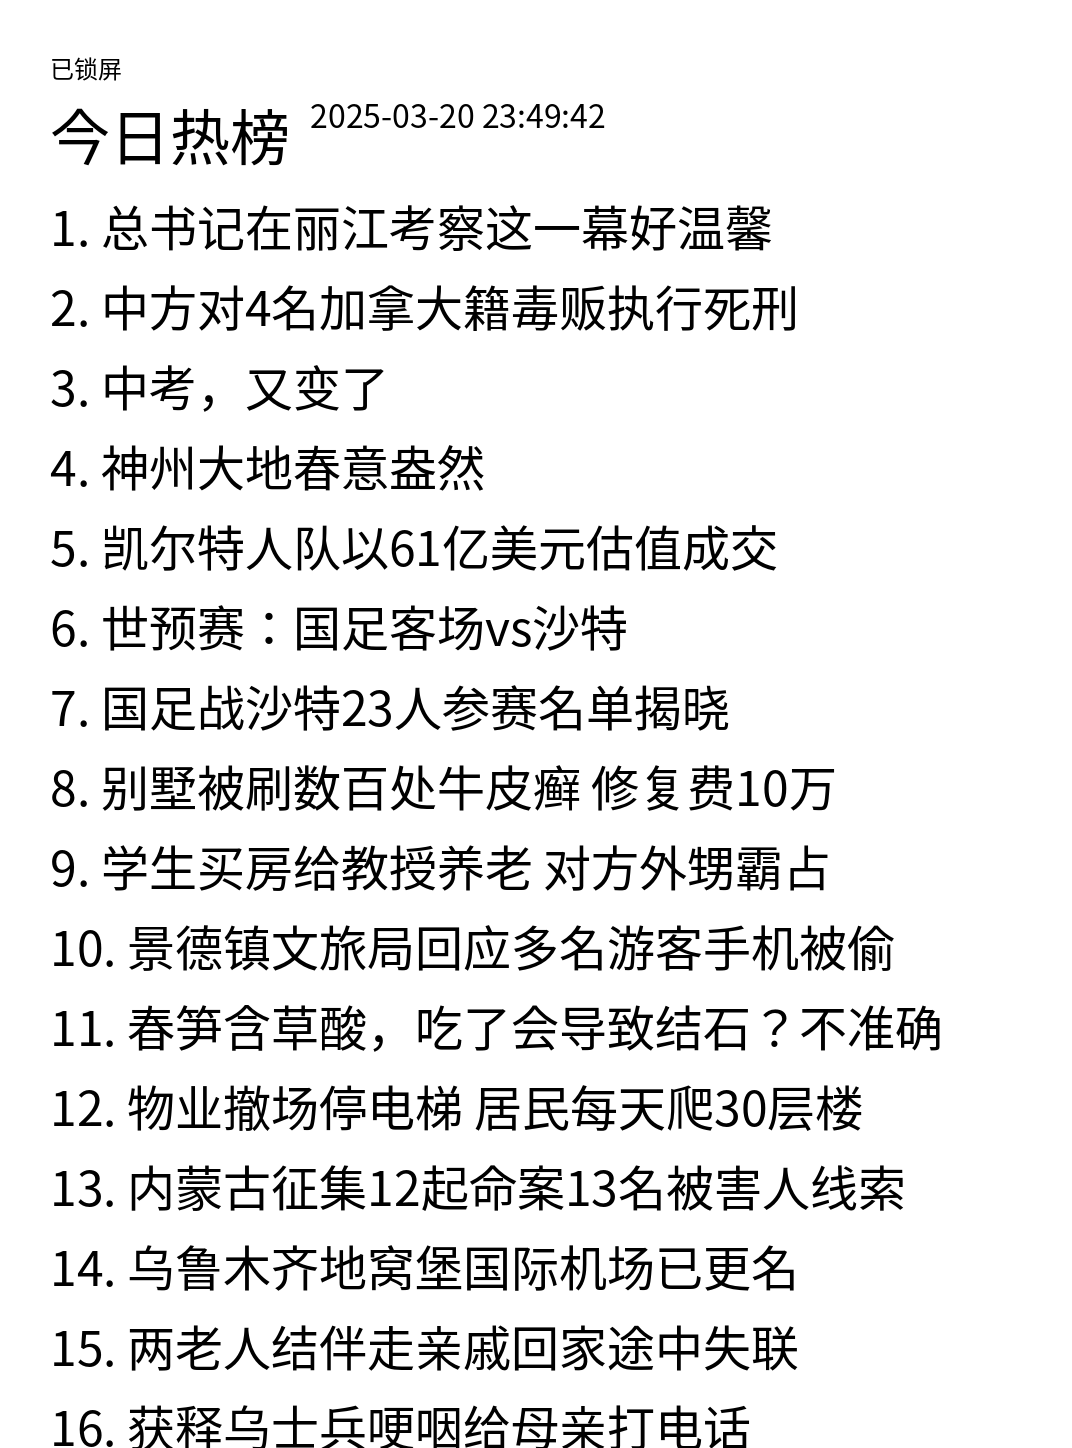 已锁屏
今日热榜 2025-03-20 23:49:42
1. 总书记在丽江考察这一幕好温馨
2. 中方对4名加拿大籍毒贩执行死刑
3. 中考，又变了
4. 神州大地春意盎然
5. 凯尔特人队以61亿美元估值成交
6. 世预赛：国足客场vs沙特
7. 国足战沙特23人参赛名单揭晓
8. 别墅被刷数百处牛皮癣 修复费10万
9. 学生买房给教授养老 对方外甥霸占
10. 景德镇文旅局回应多名游客手机被偷
11. 春笋含草酸，吃了会导致结石？不准确
12. 物业撤场停电梯 居民每天爬30层楼
13. 内蒙古征集12起命案13名被害人线索
14. 乌鲁木齐地窝堡国际机场已更名
15. 两老人结伴走亲戚回家途中失联
16. 获释乌士兵哽咽给母亲打电话